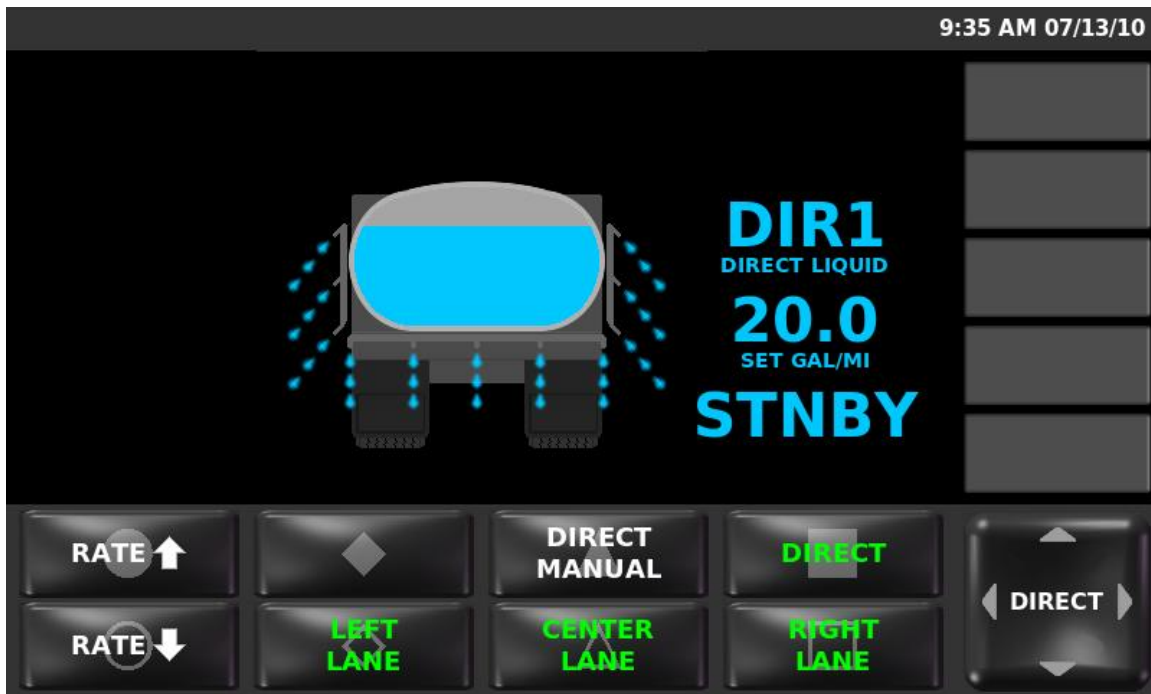 9:35 AM 07/13/10
DIR1
DIRECT LIQUID
20.0
SET GAL/MI
STNBY
RATE
DIRECT
MANUAL
DIRECT
DIRECT
RATE
LEFT
LANE
CENTER
LANE
RIGHT
LANE